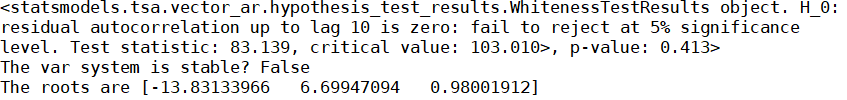 <statsmodels.tsa.vector_ar.hypothesis_test_results.WhitenessTestResults object. H_0:
residual autocorrelation up to lag 10 is zero: fail to reject at 5% significance
level. Test statistic: 83.139, critical value: 103.010>, p-value: 0.413>
The var system is stable? False
The roots are [-13.83133966   6.69947094   0.98001912]